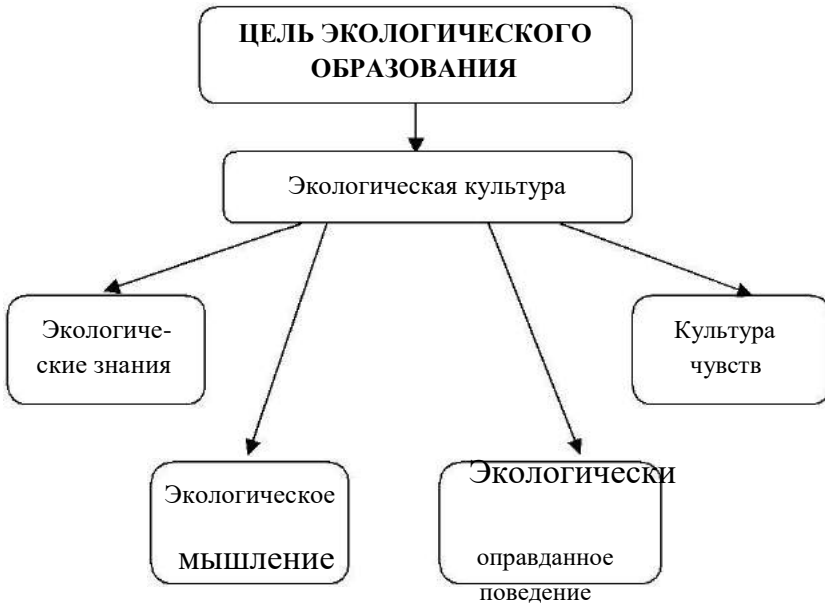 ЦЕЛЬ ЭКОЛОГИЧЕСКОГО
ОБРАЗОВАНИЯ
Экологическая культура
Экологиче-
ские знания
Культура
чувств
Экологическое
мышление
Экологически
оправданное
поведение